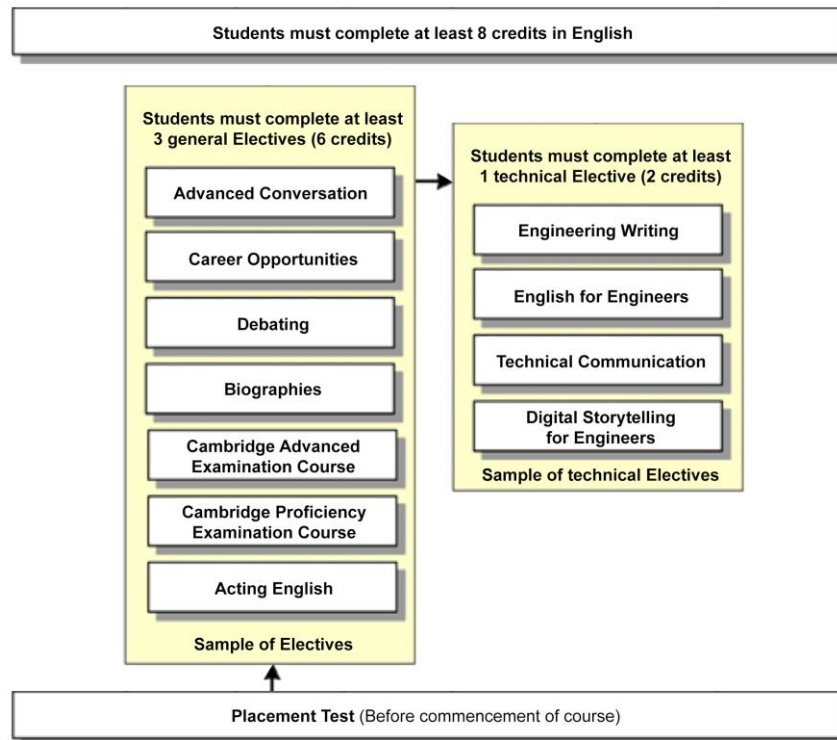 Students must complete at least 8 credits in English
Students must complete at least
3 general Electives (6 credits)
Advanced Conversation
Career Opportunities
Debating
Biographies
Cambridge Advanced
Examination Course
Cambridge Proficiency
Examination Course
Acting English
Sample of Electives
Students must complete at least
1 technical Elective (2 credits)
Engineering Writing
English for Engineers
Technical Communication
Digital Storytelling
for Engineers
Sample of technical Electives
Placement Test (Before commencement of course)